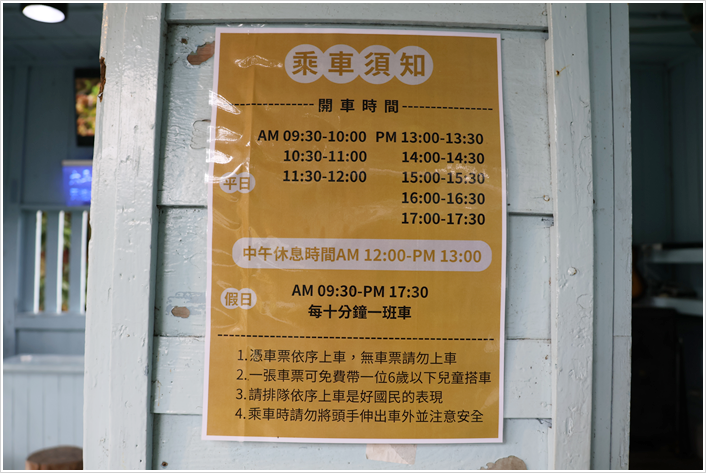 乘車須知
開車時間
AM 09:30-10:00 PM 13:00-13:30
10:30-11:00 14:00-14:30
11:30-12:00 15:00-15:30
平日
16:00-16:30
17:00-17:30
中午休息時間AM 12:00-PM 13:00
假日
AM 09:30-PM 17:30
每十分鐘一班車
1.憑車票依序上車，無車票請勿上車
2.一張車票可免費帶一位6歲以下兒童搭車
3.請排隊依序上車是好國民的表現
4.乘車時請勿將頭手伸出車外並注意安全